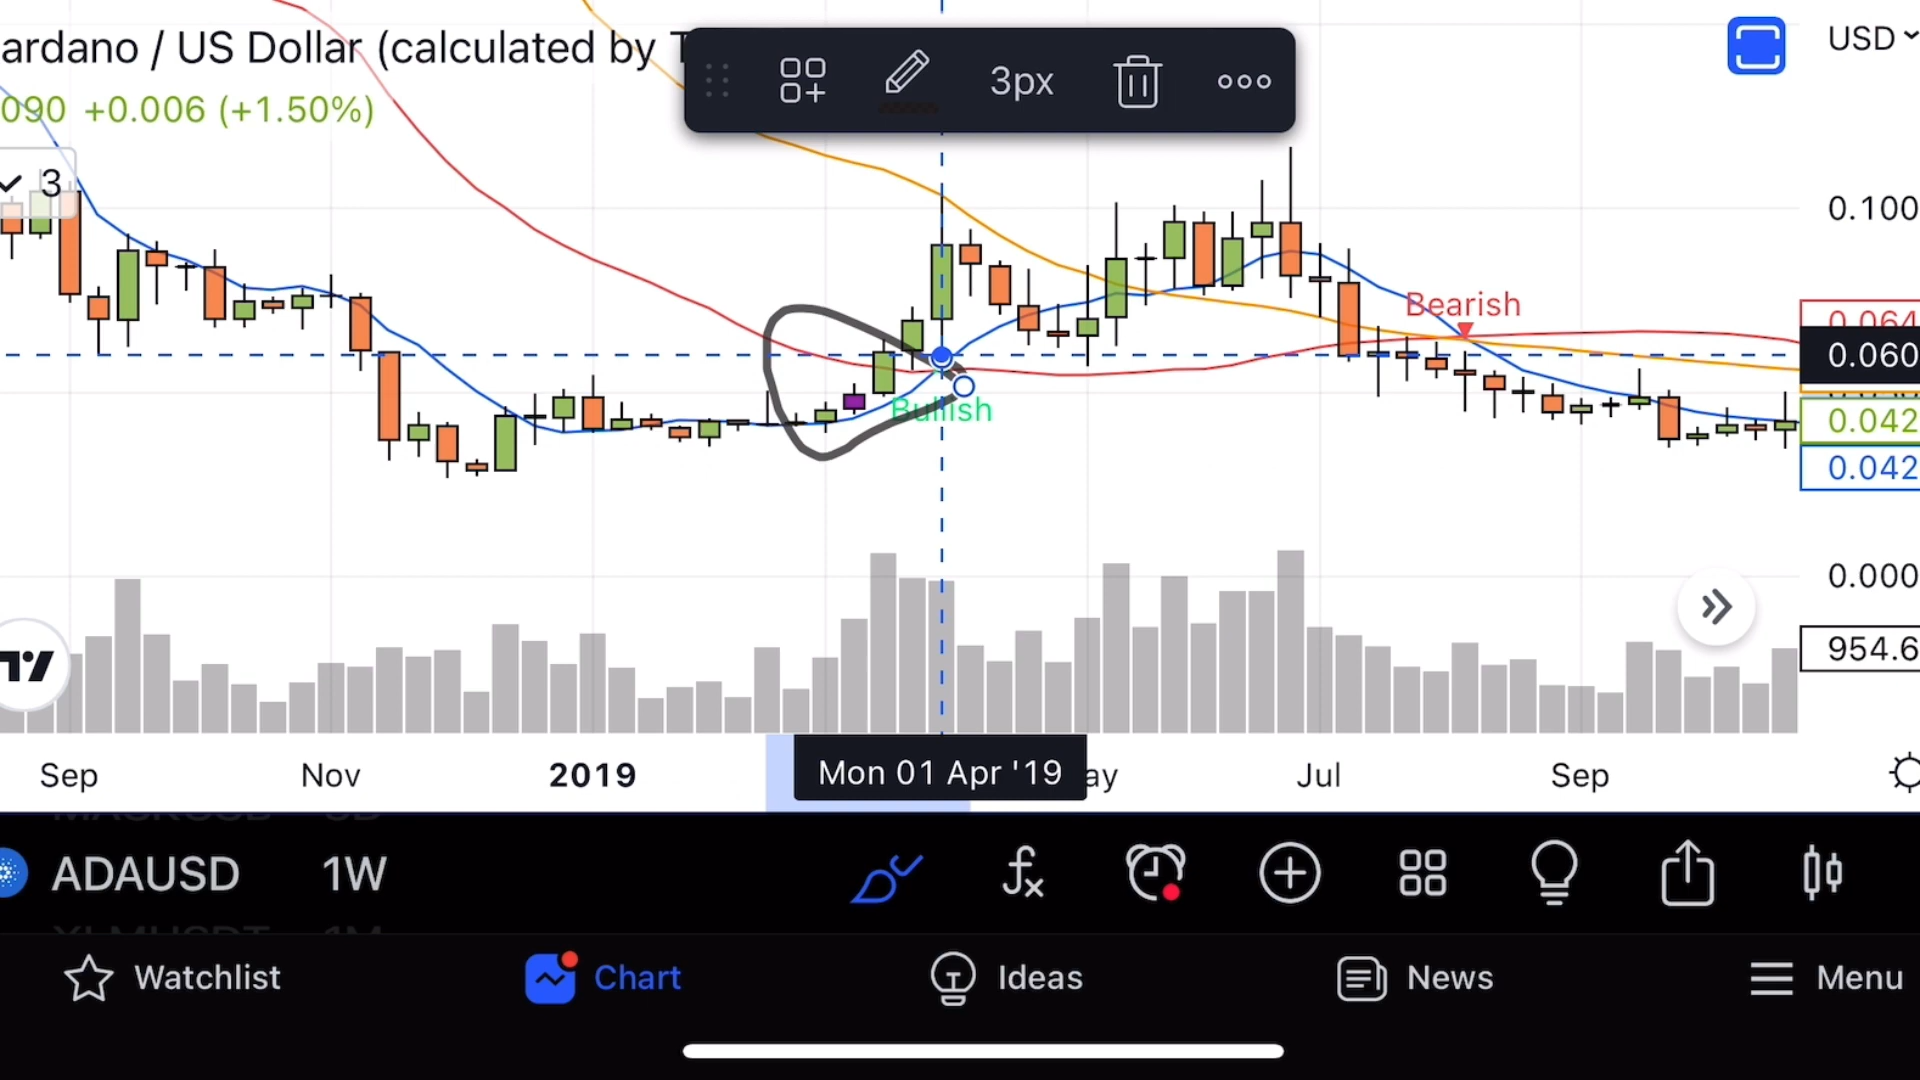 ardano / US Dollar (calculated by T
3px
USD
090 +0.006 (+1.50%)
3
0.100
Bearish
0.064
0.060
Bullish
0.042
0.042
0.000
954.6
Sep
Nov
2019
Mon 01 Apr '19
ay
Jul
Sep
ADAUSD
1W
Watchlist
Chart
Ideas
News
Menu